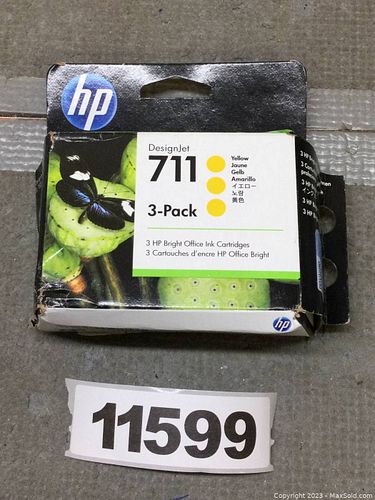 hp
DesignJet
711
Yellow
Jaune
Gelb
Amarillo
イエロー
노랑
黃色
3-Pack
3 HP Bright Office Ink Cartridges
3 Cartouches d'encre HP Office Bright
hp
11599
Copyright 2023 - MaxSold.com